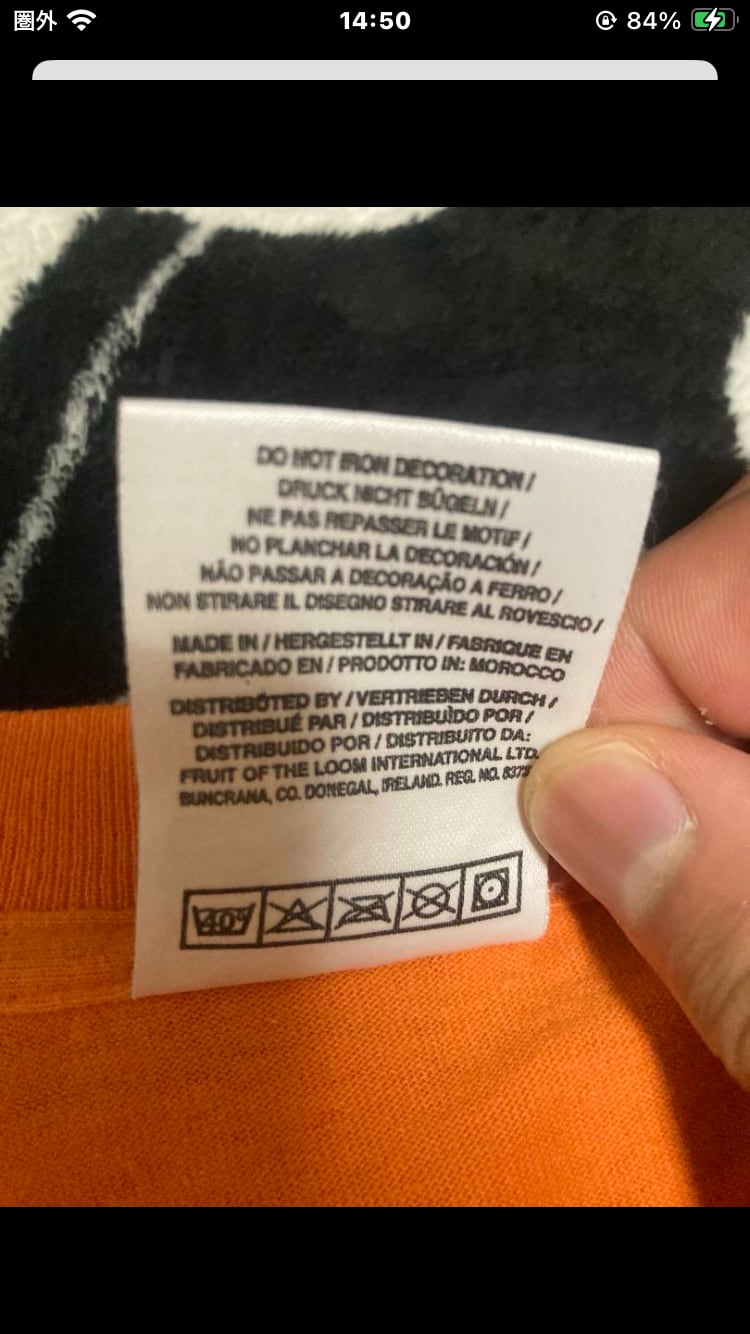 圏外 14:50 84%
DO NOT IRON DECORATION /
DRUCK NICHT BÜGELN /
NE PAS REPASSER LE MOTIF /
NO PLANCHAR LA DECORACIÓN /
NÃO PASSAR A DECORAÇÃO A FERRO /
NON STIRARE IL DISEGNO STIRARE AL ROVESCIO /
MADE IN / HERGESTELLT IN / FABRIQUE EN
FABRICADO EN / PRODOTTO IN: MOROCCO
DISTRIBÖTED BY / VERTRIEBEN DURCH /
DISTRIBUÉ PAR / DISTRIBUÌDO POR /
DISTRIBUIDO POR / DISTRIBUITO DA:
FRUIT OF THE LOOM INTERNATIONAL LTD.
BUNCRANA, CO. DONEGAL, IRELAND. REG. NO.
40°